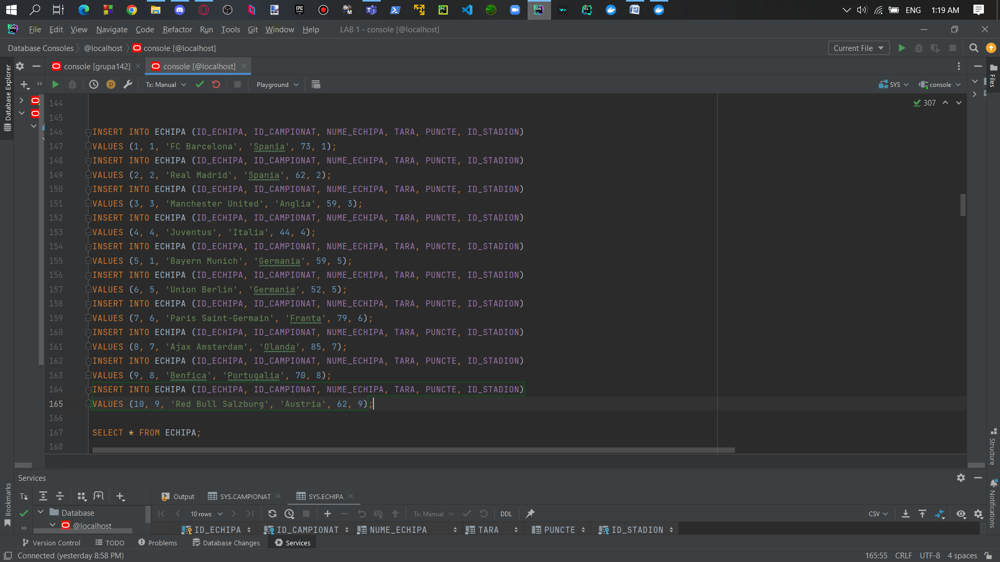 ENG 1:19 AM
File Edit View Navigate Code Refactor Run Tools Git Window Help LAB 1 - console [@localhost]
Database Consoles @localhost console [@localhost] Current File
console [grupa142] console [@localhost]
Tx: Manual Playground SYS console
Database Explorer
Files
307
144
145
146 INSERT INTO ECHIPA (ID_ECHIPA, ID_CAMPIONAT, NUME_ECHIPA, TARA, PUNCTE, ID_STADION)
147 VALUES (1, 1, 'FC Barcelona', 'Spania', 73, 1);
148 INSERT INTO ECHIPA (ID_ECHIPA, ID_CAMPIONAT, NUME_ECHIPA, TARA, PUNCTE, ID_STADION)
149 VALUES (2, 2, 'Real Madrid', 'Spania', 62, 2);
150 INSERT INTO ECHIPA (ID_ECHIPA, ID_CAMPIONAT, NUME_ECHIPA, TARA, PUNCTE, ID_STADION)
151 VALUES (3, 3, 'Manchester United', 'Anglia', 59, 3);
152 INSERT INTO ECHIPA (ID_ECHIPA, ID_CAMPIONAT, NUME_ECHIPA, TARA, PUNCTE, ID_STADION)
153 VALUES (4, 4, 'Juventus', 'Italia', 44, 4);
154 INSERT INTO ECHIPA (ID_ECHIPA, ID_CAMPIONAT, NUME_ECHIPA, TARA, PUNCTE, ID_STADION)
155 VALUES (5, 1, 'Bayern Munich', 'Germania', 59, 5);
156 INSERT INTO ECHIPA (ID_ECHIPA, ID_CAMPIONAT, NUME_ECHIPA, TARA, PUNCTE, ID_STADION)
157 VALUES (6, 5, 'Union Berlin', 'Germania', 52, 5);
158 INSERT INTO ECHIPA (ID_ECHIPA, ID_CAMPIONAT, NUME_ECHIPA, TARA, PUNCTE, ID_STADION)
159 VALUES (7, 6, 'Paris Saint-Germain', 'Franta', 79, 6);
160 INSERT INTO ECHIPA (ID_ECHIPA, ID_CAMPIONAT, NUME_ECHIPA, TARA, PUNCTE, ID_STADION)
161 VALUES (8, 7, 'Ajax Amsterdam', 'Olanda', 85, 7);
162 INSERT INTO ECHIPA (ID_ECHIPA, ID_CAMPIONAT, NUME_ECHIPA, TARA, PUNCTE, ID_STADION)
163 VALUES (9, 8, 'Benfica', 'Portugalia', 70, 8);
164 INSERT INTO ECHIPA (ID_ECHIPA, ID_CAMPIONAT, NUME_ECHIPA, TARA, PUNCTE, ID_STADION)
165 VALUES (10, 9, 'Red Bull Salzburg', 'Austria', 62, 9);
166
167 SELECT * FROM ECHIPA;
168
Structure
Services
Bookmarks
Notifications
Tx Output SYS.CAMPIONAT SYS.ECHIPA
Database 10 rows Tx: Manual DDL CSV
@localhost ID_ECHIPA ID_CAMPIONAT NUME_ECHIPA TARA PUNCTE ID_STADION
Version Control TODO Problems Database Changes Services
Connected (yesterday 8:58 PM) 165:55 CRLF UTF-8 4 spaces